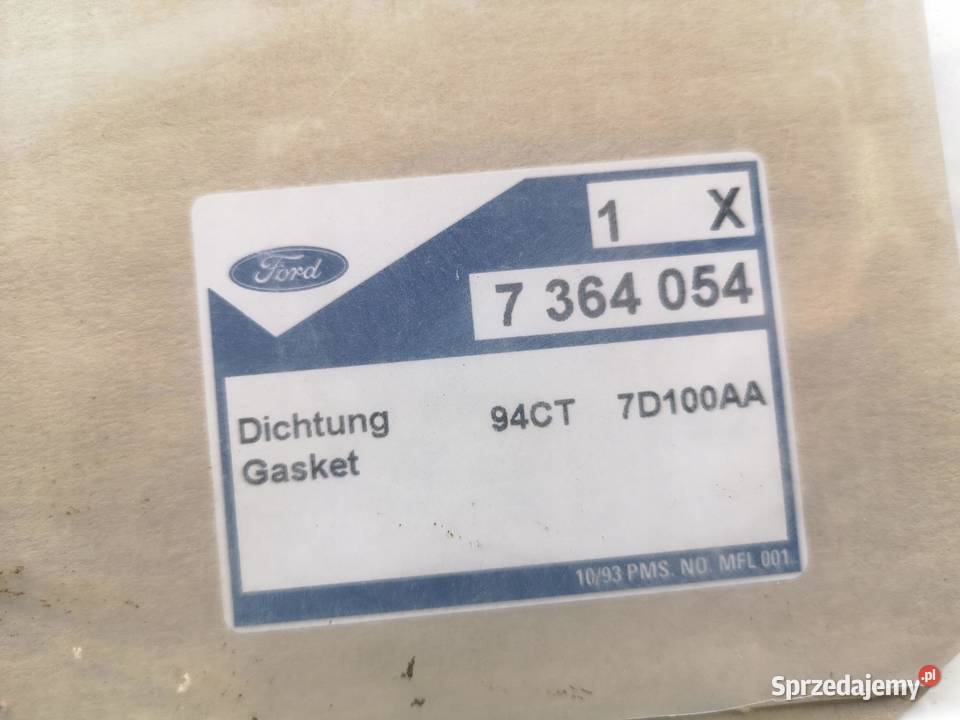 Ford
1 X
7 364 054
Dichtung 94CT 7D100AA
Gasket
10/93 PMS. NO. MFL 001
Sprzedajemy.pl